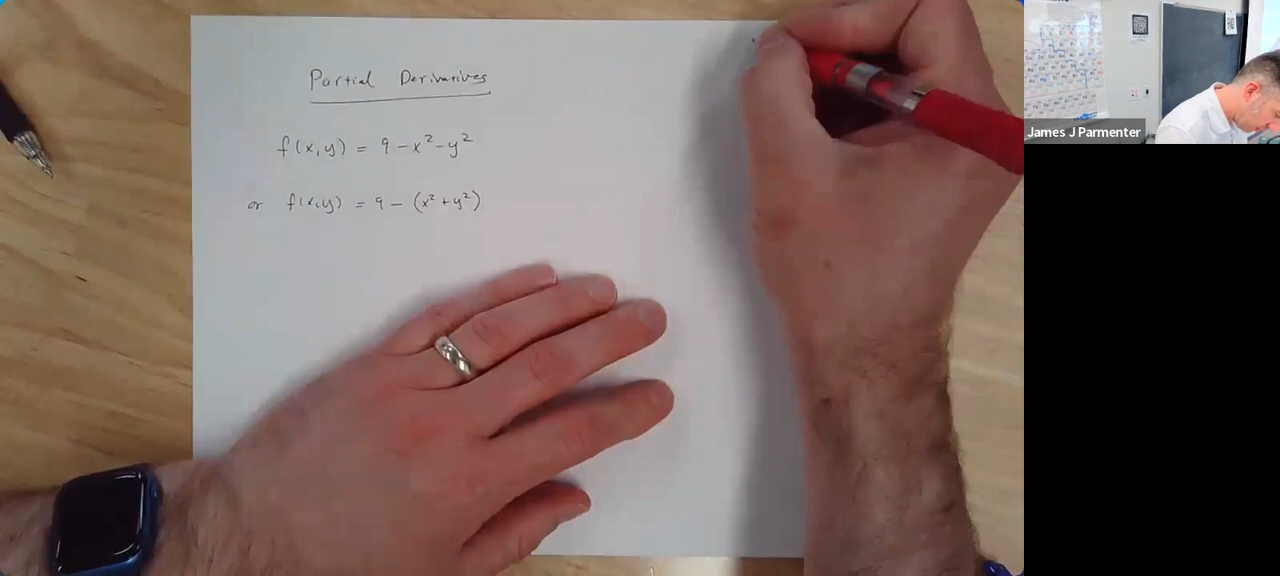 Partial Derivatives
f(x,y) = 9 - x² - y²
or f(x,y) = 9 - (x² + y²)
James J Parmenter